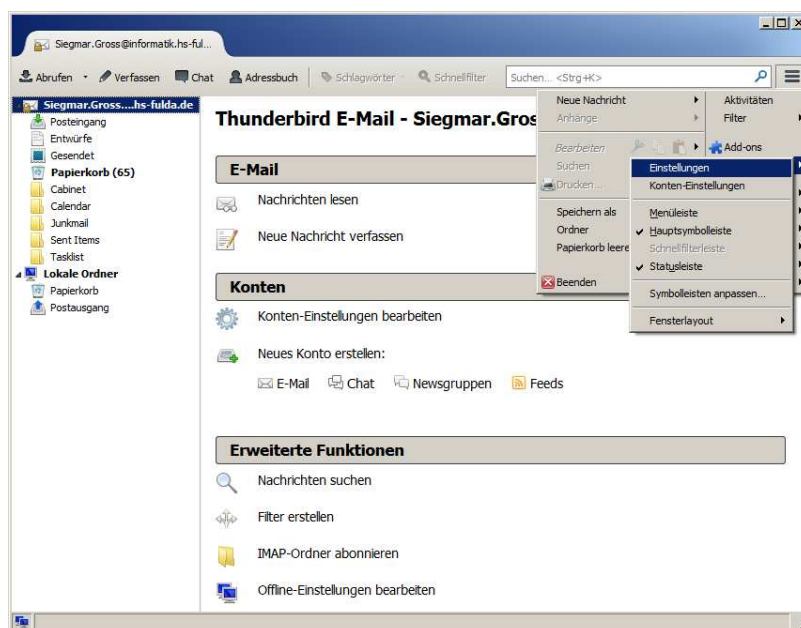 Siegmar.Gross@informatik.hs-ful...
Abrufen Verfassen Chat Adressbuch Schlagwörter Schnellfilter Suchen... <Strg+K>
Siegmar.Gross....hs-fulda.de
Posteingang
Entwürfe
Gesendet
Papierkorb (65)
Cabinet
Calendar
Junkmail
Sent Items
Tasklist
Lokale Ordner
Papierkorb
Postausgang
Thunderbird E-Mail - Siegmar.Gros
E-Mail
Nachrichten lesen
Neue Nachricht verfassen
Konten
Konten-Einstellungen bearbeiten
Neues Konto erstellen:
E-Mail Chat Newsgruppen Feeds
Erweiterte Funktionen
Nachrichten suchen
Filter erstellen
IMAP-Ordner abonnieren
Offline-Einstellungen bearbeiten
Neue Nachricht
Anhänge
Bearbeiten
Suchen
Drucken...
Speichern als
Ordner
Papierkorb leere
Beenden
Aktivitäten
Filter
Add-ons
Einstellungen
Konten-Einstellungen
Menüleiste
Hauptsymbolleiste
Schnellfilterleiste
Statusleiste
Symbolleisten anpassen...
Fensterlayout